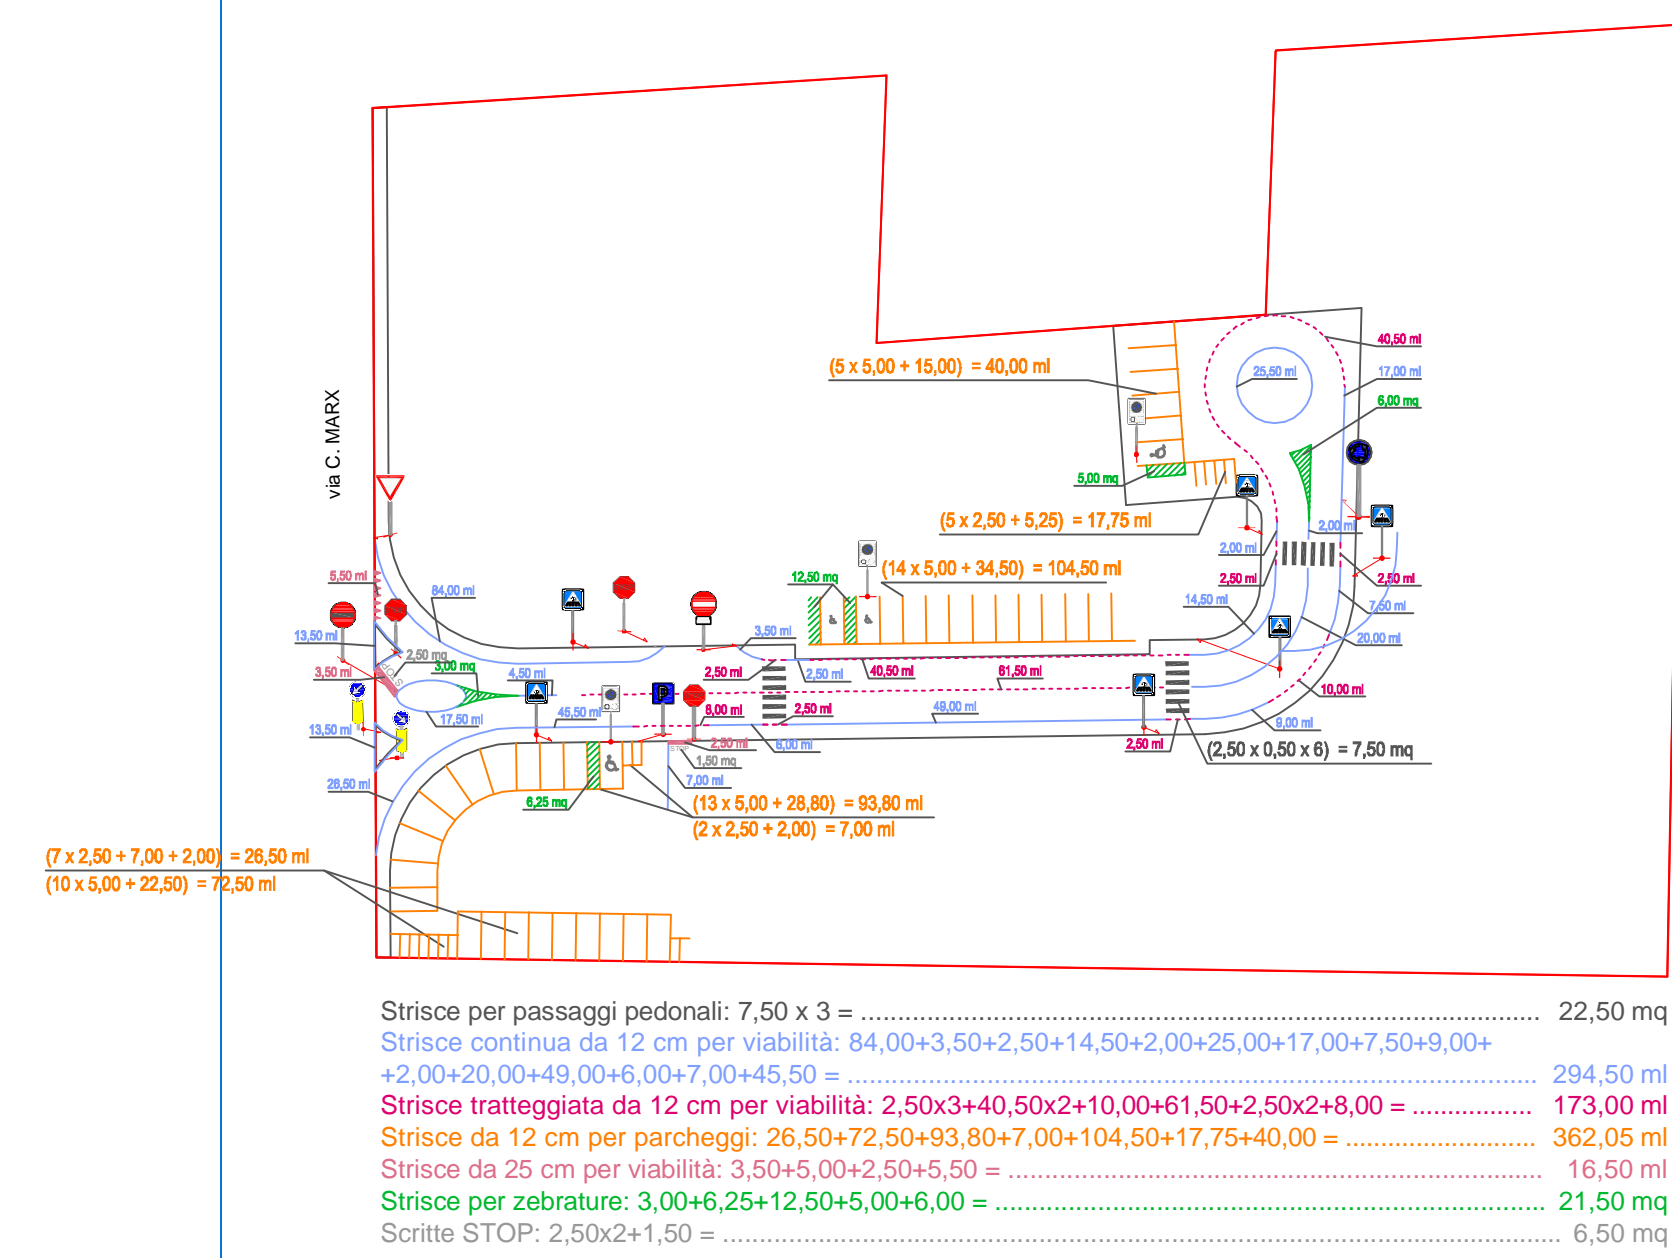 40,50 ml
(5 x 5,00 + 15,00) = 40,00 ml
25,50 ml
17,00 ml
6,00 mq
via C. MARX
5,00 mq
(5 x 2,50 + 5,25) = 17,75 ml
2,00 ml
2,00 ml
(14 x 5,00 + 34,50) = 104,50 ml
5,50 ml
12,50 mq
2,50 ml
2,50 ml
84,00 ml
14,50 ml
7,50 ml
13,50 ml
3,50 ml
20,00 ml
2,50 mq
3,00 mq
3,50 ml
STOP
4,50 ml
2,50 ml
2,50 ml
40,50 ml
61,50 ml
10,00 ml
P
17,50 ml
45,50 ml
8,00 ml
2,50 ml
49,00 ml
9,00 ml
13,50 ml
STOP
2,50 ml
6,00 ml
2,50 ml
(2,50 x 0,50 x 6) = 7,50 mq
1,50 mq
26,50 ml
7,00 ml
6,25 mq
(13 x 5,00 + 28,80) = 93,80 ml
(2 x 2,50 + 2,00) = 7,00 ml
(7 x 2,50 + 7,00 + 2,00) = 26,50 ml
(10 x 5,00 + 22,50) = 72,50 ml
Strisce per passaggi pedonali: 7,50 x 3 = ........................................................................................... 22,50 mq
Strisce continua da 12 cm per viabilità: 84,00+3,50+2,50+14,50+2,00+25,00+17,00+7,50+9,00+
+2,00+20,00+49,00+6,00+7,00+45,50 = ............................................................................................ 294,50 ml
Strisce tratteggiata da 12 cm per viabilità: 2,50x3+40,50x2+10,00+61,50+2,50x2+8,00 = ................ 173,00 ml
Strisce da 12 cm per parcheggi: 26,50+72,50+93,80+7,00+104,50+17,75+40,00 = ......................... 362,05 ml
Strisce da 25 cm per viabilità: 3,50+5,00+2,50+5,50 = ....................................................................... 16,50 ml
Strisce per zebrature: 3,00+6,25+12,50+5,00+6,00 = ......................................................................... 21,50 mq
Scritte STOP: 2,50x2+1,50 = ................................................................................................................ 6,50 mq